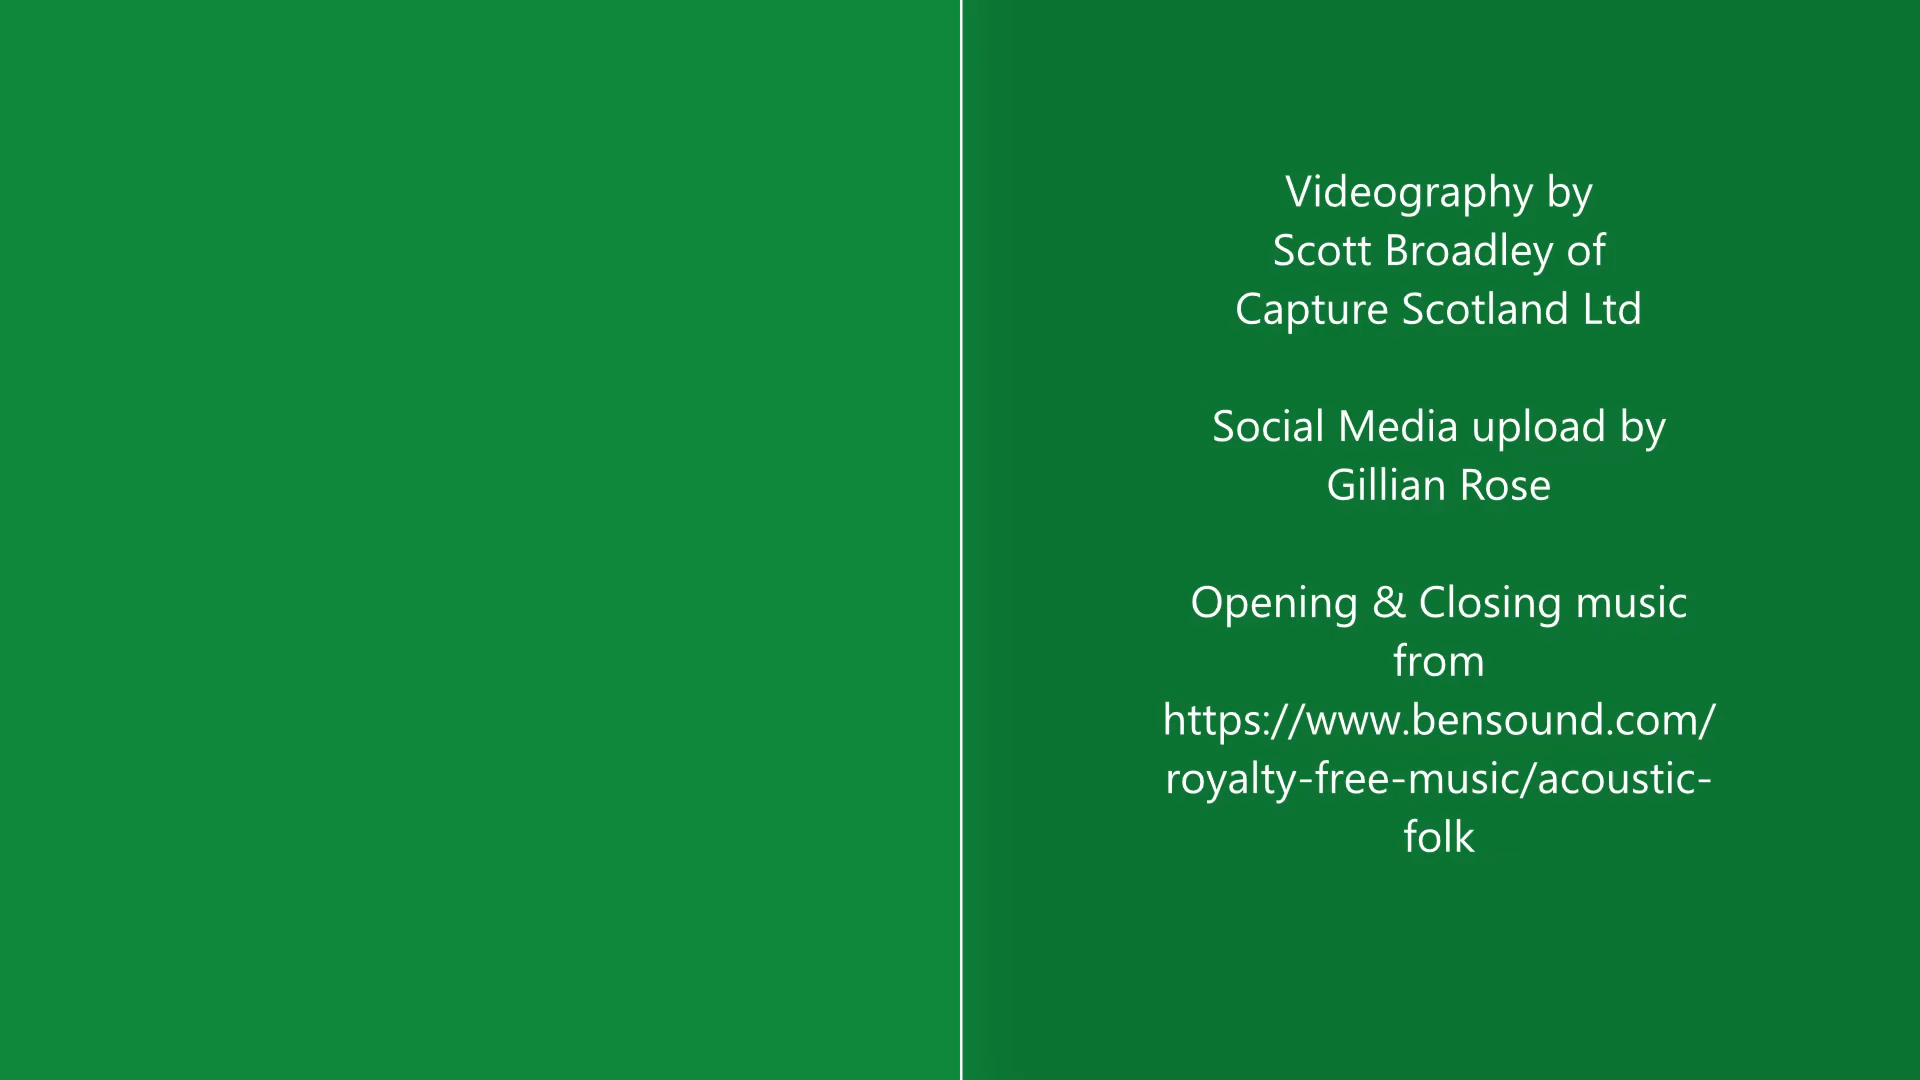 Videography by
Scott Broadley of
Capture Scotland Ltd
Social Media upload by
Gillian Rose
Opening & Closing music
from
https://www.bensound.com/
royalty-free-music/acoustic-
folk